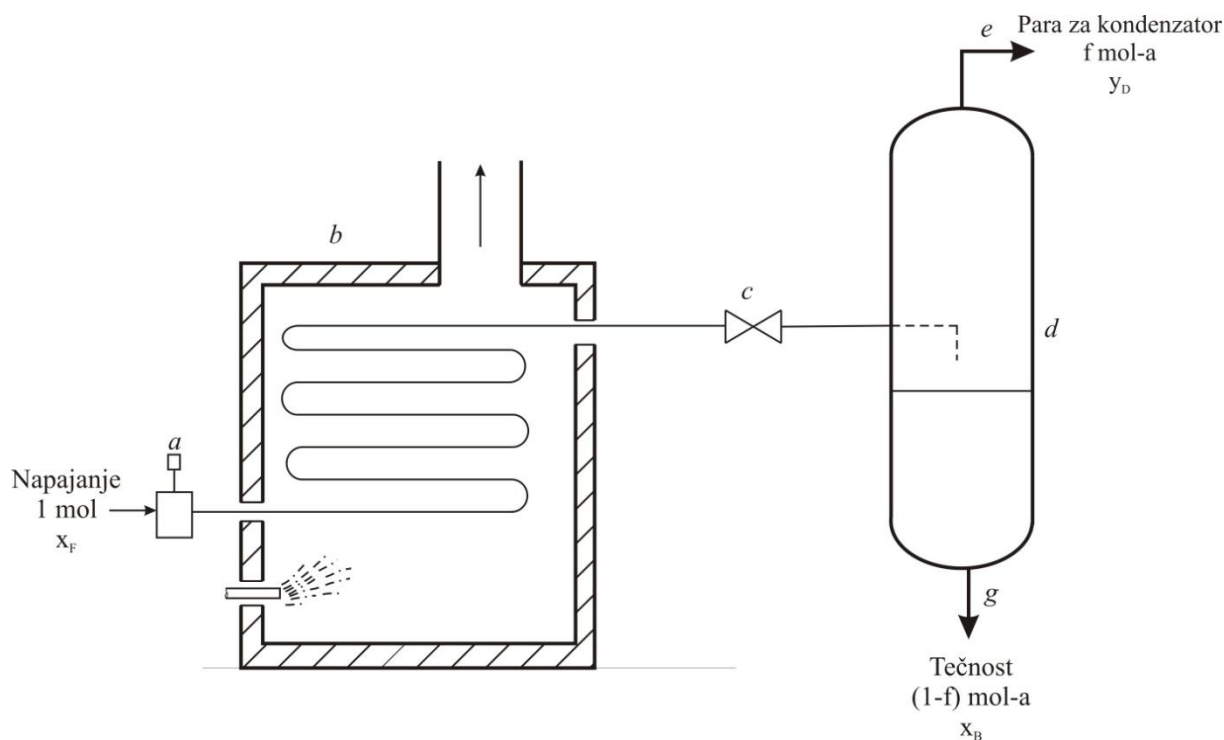 e
Para za kondenzator
f mol-a
y_D
b
c
d
a
Napajanje
1 mol
x_F
g
Tečnost
(1-f) mol-a
x_B